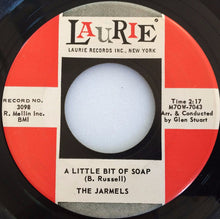 LAURIE
LAURIE RECORDS INC., NEW YORK
RECORD NO.
3098
R. Mellin Inc.
BMI
Time 2:17
M7OW-7043
Arr. & Conducted
by Glen Stuart
A LITTLE BIT OF SOAP
(B. Russell)
THE JARMELS